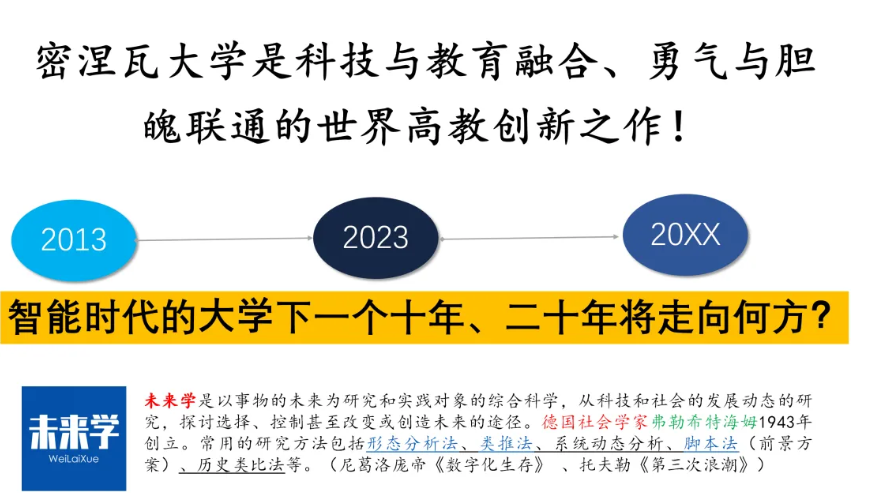 密涅瓦大学是科技与教育融合、勇气与胆
魄联通的世界高教创新之作！
2013
2023
20XX
智能时代的大学下一个十年、二十年将走向何方？
未来学
WeiLaiXue
未来学是以事物的未来为研究和实践对象的综合科学，从科技和社会的发展动态的研
究，探讨选择、控制甚至改变或创造未来的途径。德国社会学家弗勒希特海姆1943年
创立。常用的研究方法包括形态分析法、类推法、系统动态分析、脚本法（前景方
案）、历史类比法等。（尼葛洛庞帝《数字化生存》 、托夫勒《第三次浪潮》）